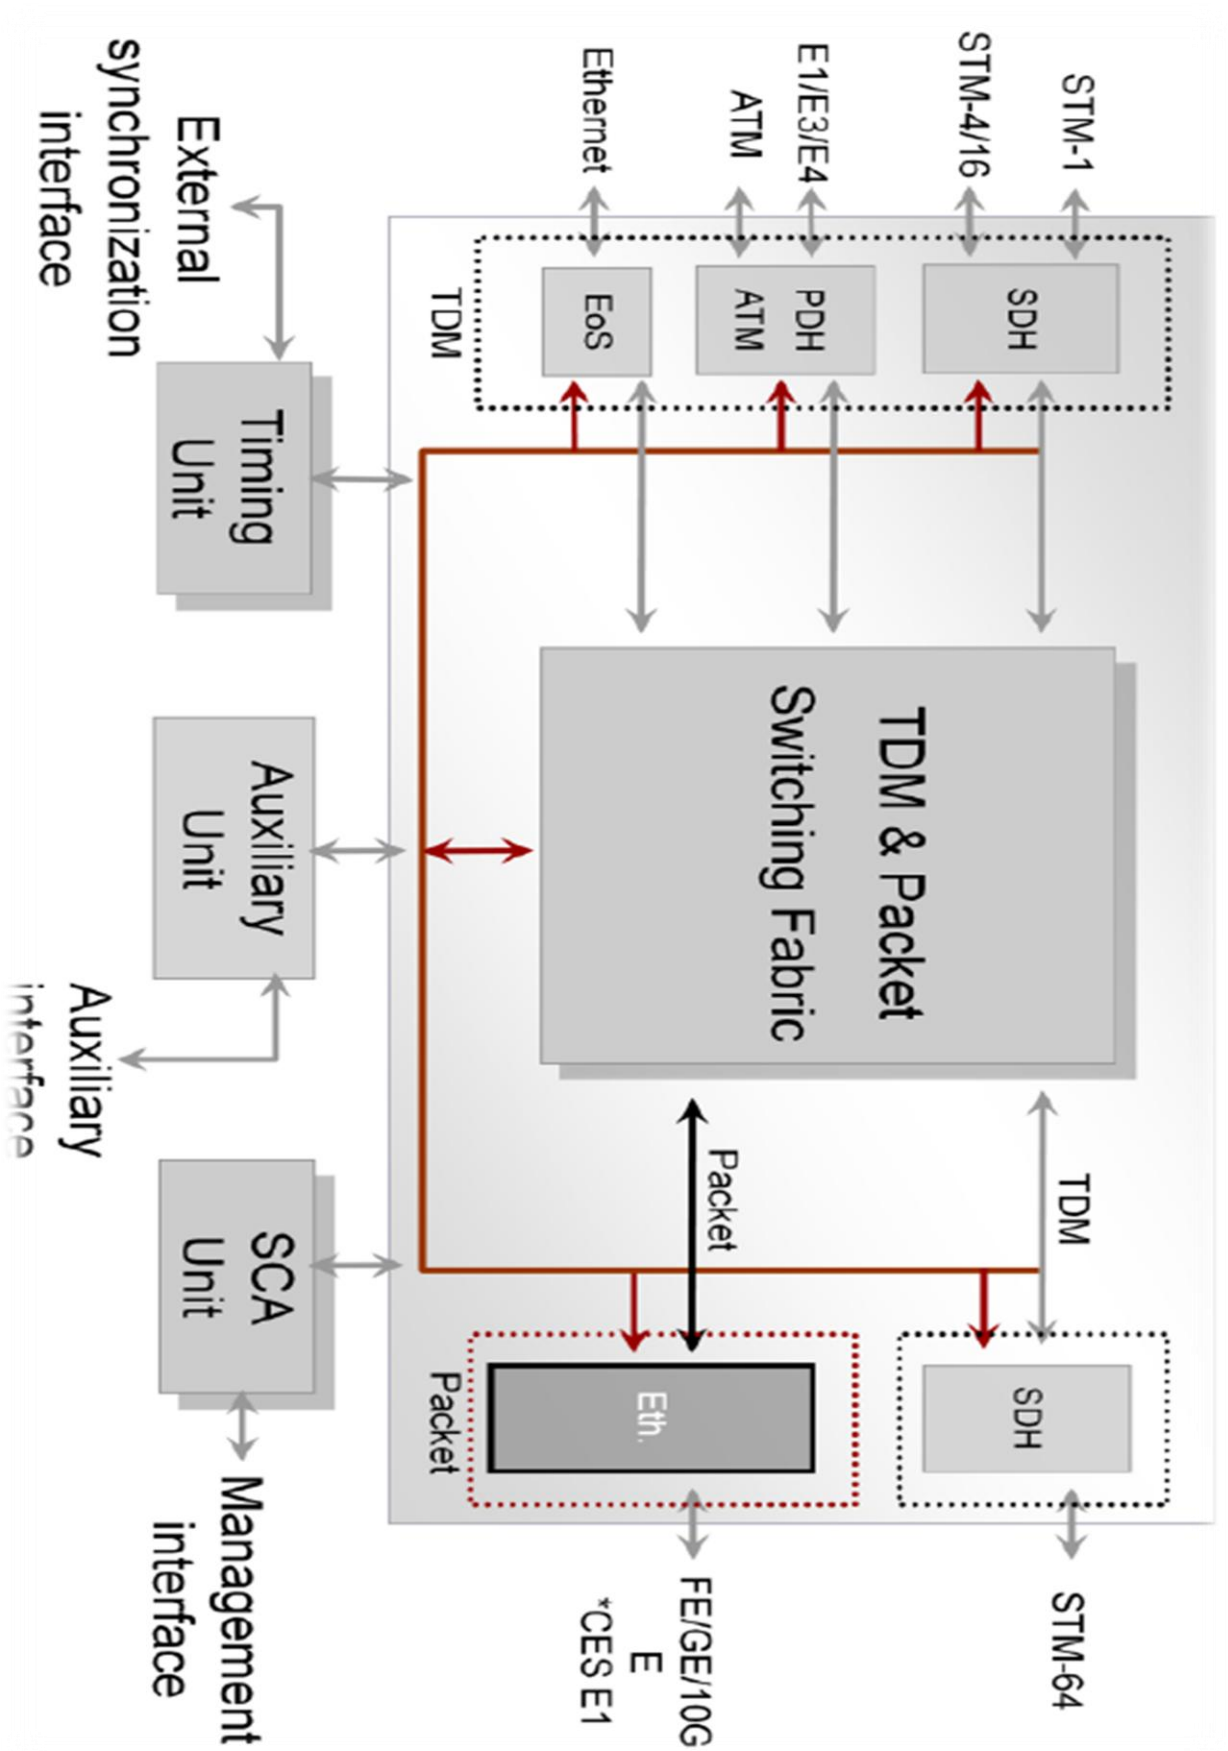 STM-1
STM-4/16
E1/E3/E4
ATM
Ethernet
SDH
PDH
ATM
EoS
TDM
TDM & Packet
Switching Fabric
TDM
Packet
SDH
Eth.
Packet
STM-64
FE/GE/10G
E
*CES E1
External
synchronization
interface
Timing
Unit
Auxiliary
Unit
Auxiliary
interface
SCA
Unit
Management
interface